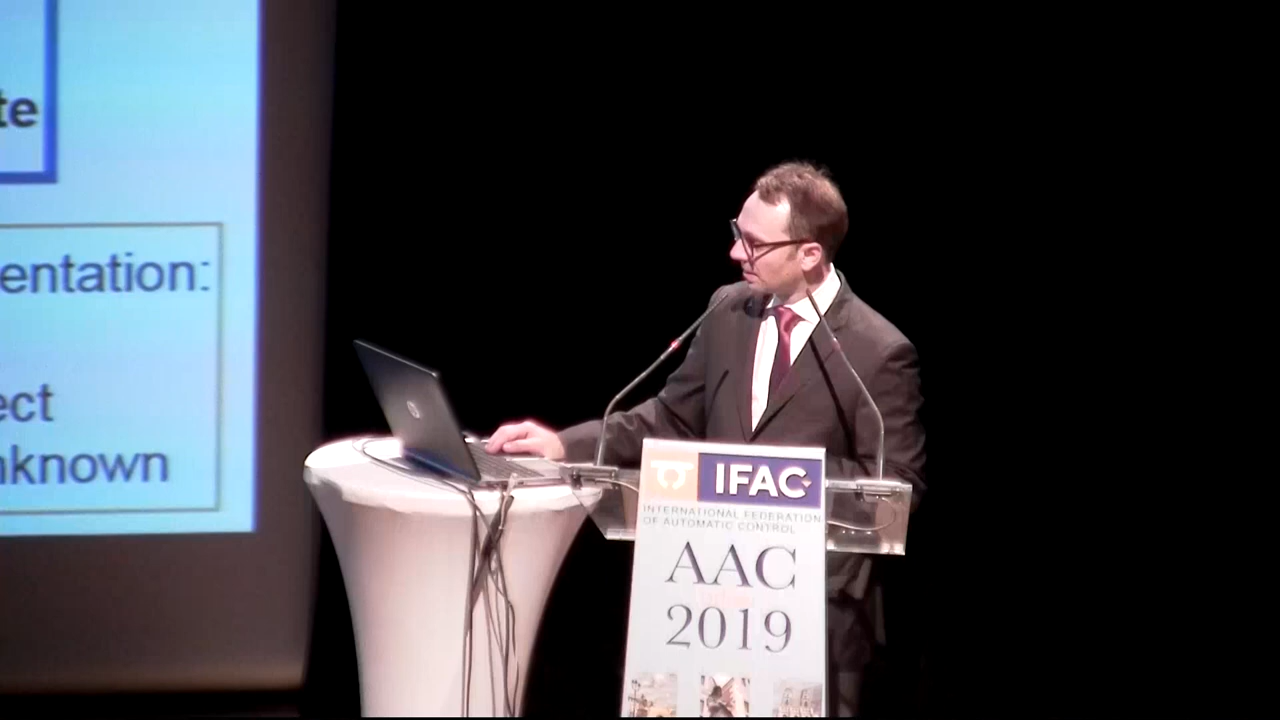 te
entation:
ect
nknown
IFAC
INTERNATIONAL FEDERATION
OF AUTOMATIC CONTROL
AAC
2019